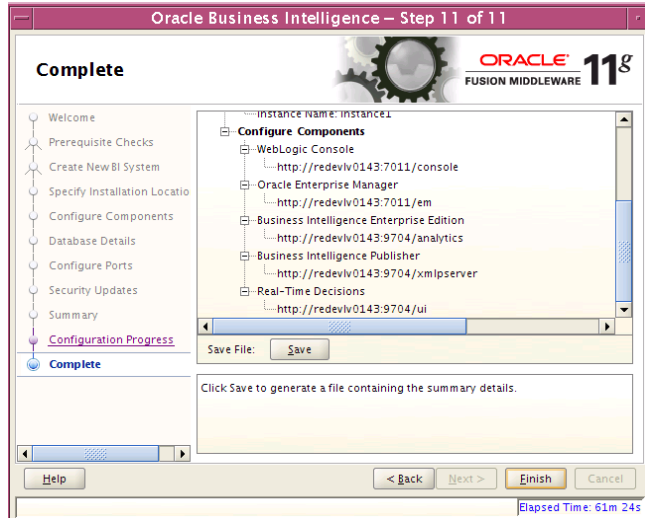 Oracle Business Intelligence – Step 11 of 11
Complete
ORACLE
FUSION MIDDLEWARE 11g
Welcome
Prerequisite Checks
Create New BI System
Specify Installation Locatio
Configure Components
Database Details
Configure Ports
Security Updates
Summary
Configuration Progress
Complete
Instance Name: instance1
Configure Components
WebLogic Console
http://redevlv0143:7011/console
Oracle Enterprise Manager
http://redevlv0143:7011/em
Business Intelligence Enterprise Edition
http://redevlv0143:9704/analytics
Business Intelligence Publisher
http://redevlv0143:9704/xmlpserver
Real-Time Decisions
http://redevlv0143:9704/ui
Save File: Save
Click Save to generate a file containing the summary details.
Help < Back Next > Finish Cancel
Elapsed Time: 61m 24s